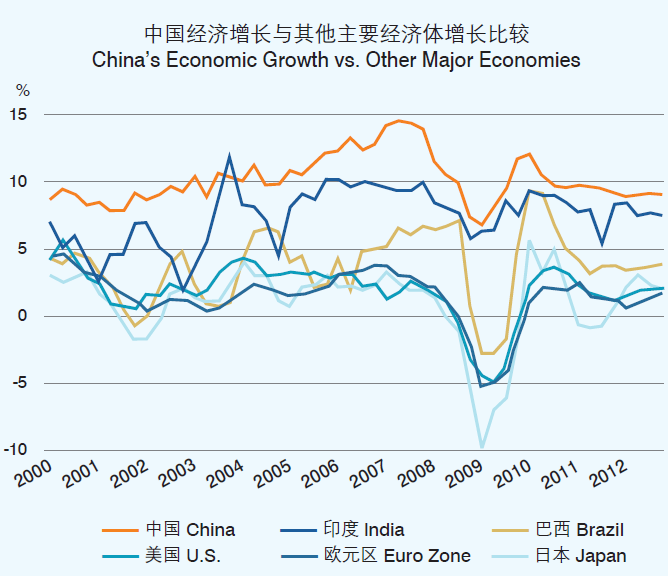 中国经济增长与其他主要经济体增长比较
China's Economic Growth vs. Other Major Economies
%
15
10
5
0
-5
-10
2000 2001 2002 2003 2004 2005 2006 2007 2008 2009 2010 2011 2012
中国 China 印度 India 巴西 Brazil
美国 U.S. 欧元区 Euro Zone 日本 Japan